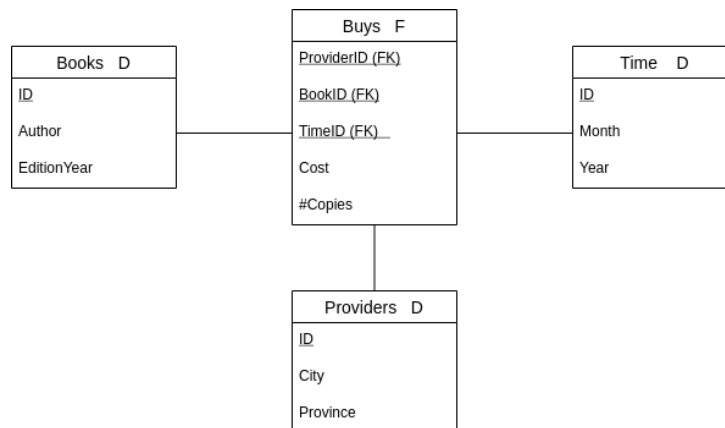 Books D
ID
Author
EditionYear
Buys F
ProviderID (FK)
BookID (FK)
TimeID (FK)
Cost
#Copies
Time D
ID
Month
Year
Providers D
ID
City
Province